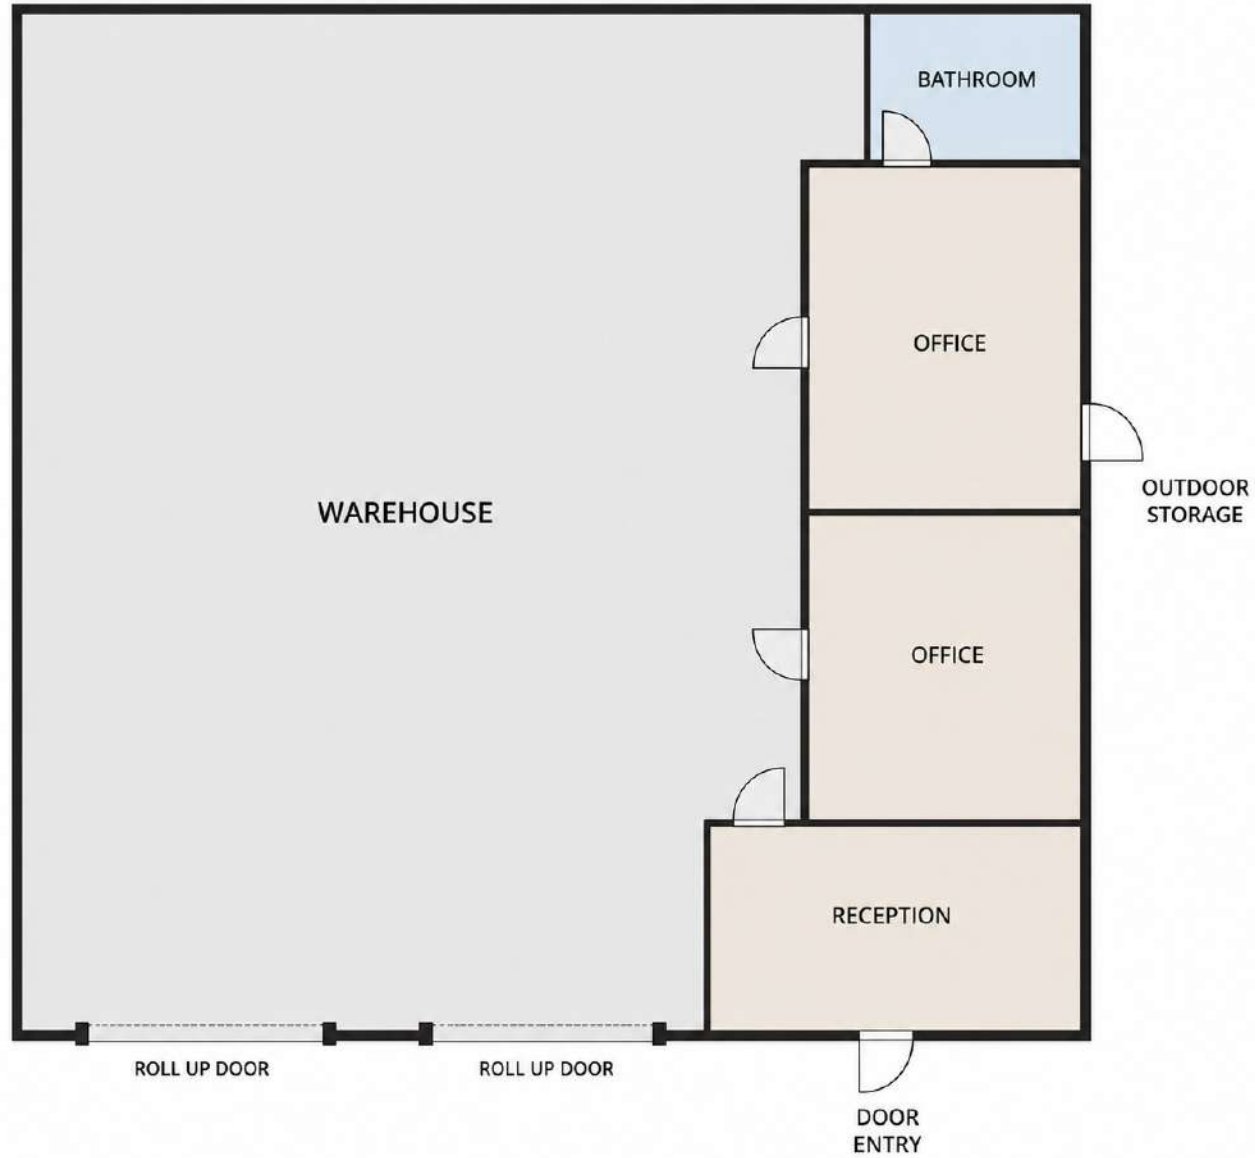 BATHROOM
OFFICE
OUTDOOR
STORAGE
WAREHOUSE
OFFICE
RECEPTION
ROLL UP DOOR
ROLL UP DOOR
DOOR
ENTRY